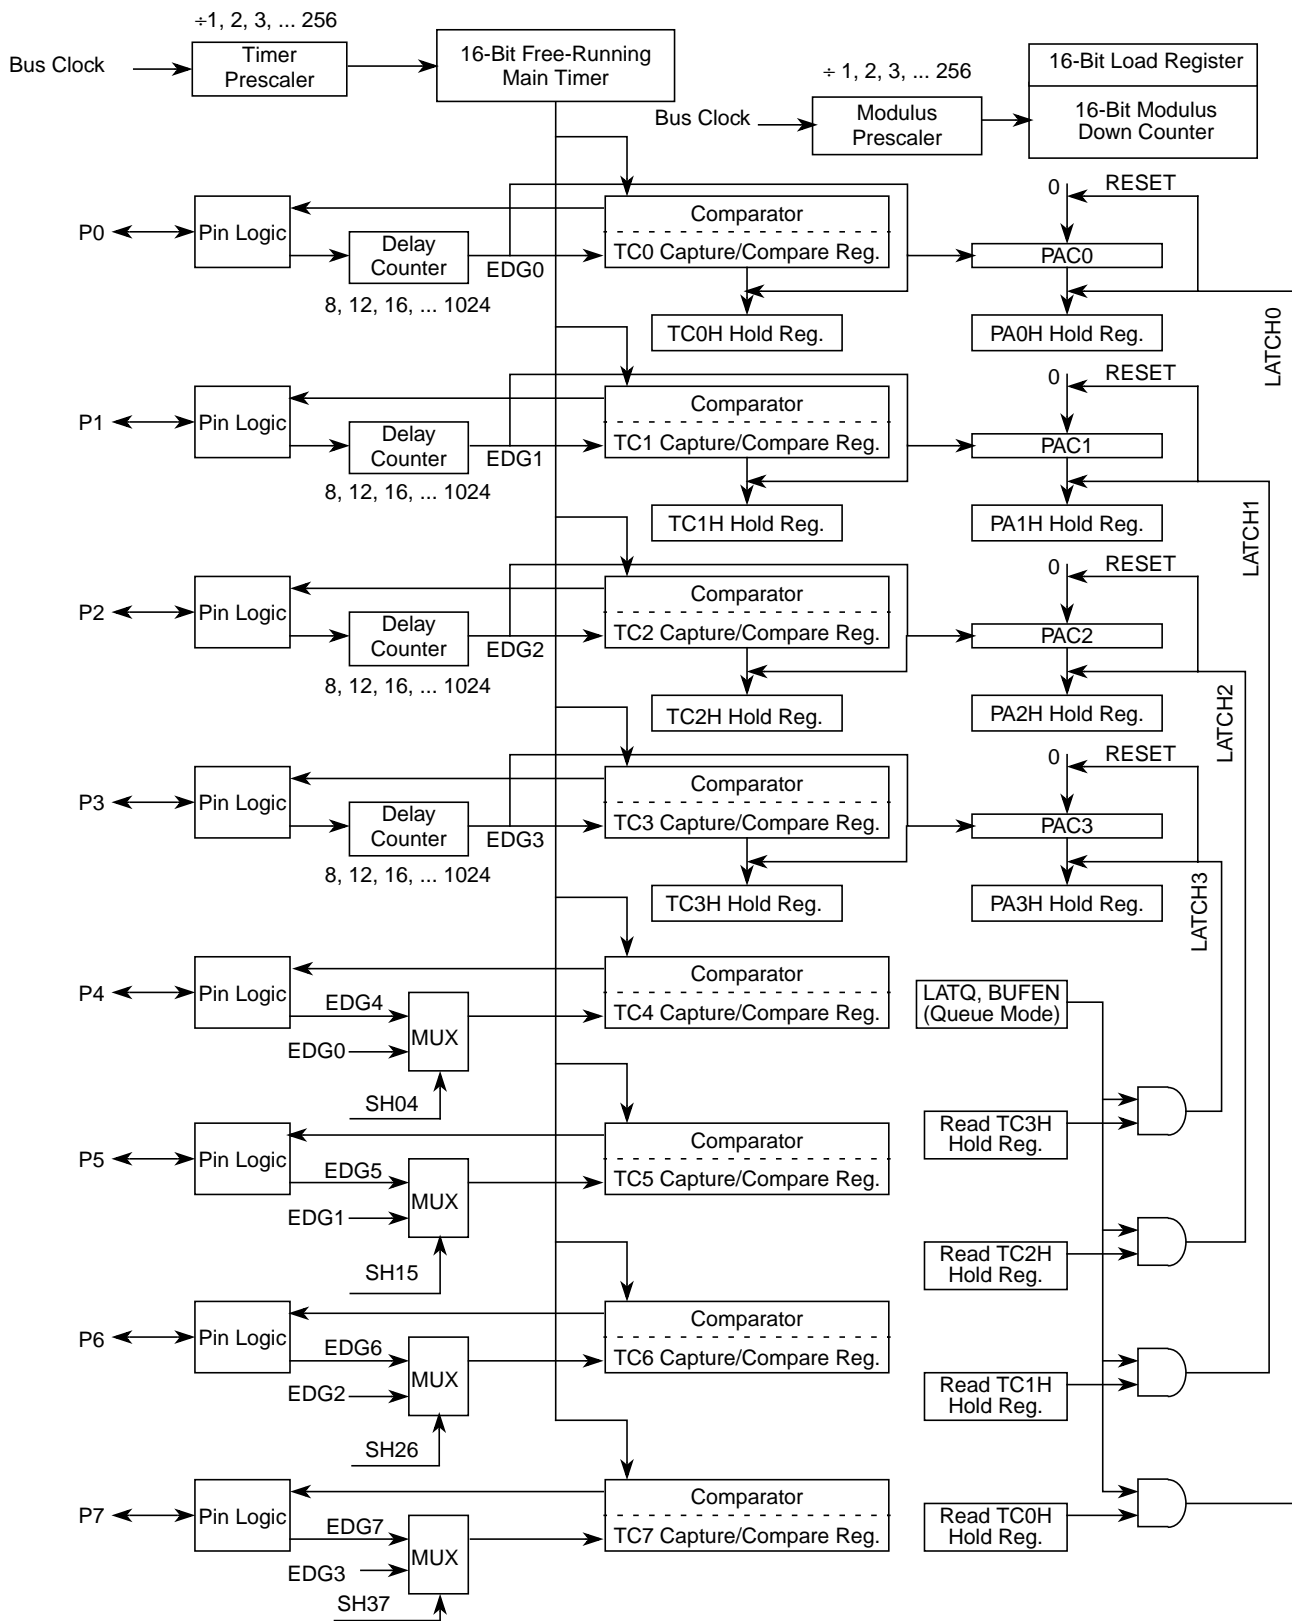 ÷1, 2, 3, ... 256
Bus Clock
Timer
Prescaler
16-Bit Free-Running
Main Timer
÷ 1, 2, 3, ... 256
Bus Clock
Modulus
Prescaler
16-Bit Load Register
16-Bit Modulus
Down Counter
P0
Pin Logic
Delay
Counter
8, 12, 16, ... 1024
EDG0
Comparator
TC0 Capture/Compare Reg.
TC0H Hold Reg.
0
RESET
PAC0
PA0H Hold Reg.
LATCH0
P1
Pin Logic
Delay
Counter
8, 12, 16, ... 1024
EDG1
Comparator
TC1 Capture/Compare Reg.
TC1H Hold Reg.
0
RESET
PAC1
PA1H Hold Reg.
LATCH1
P2
Pin Logic
Delay
Counter
8, 12, 16, ... 1024
EDG2
Comparator
TC2 Capture/Compare Reg.
TC2H Hold Reg.
0
RESET
PAC2
PA2H Hold Reg.
LATCH2
P3
Pin Logic
Delay
Counter
8, 12, 16, ... 1024
EDG3
Comparator
TC3 Capture/Compare Reg.
TC3H Hold Reg.
0
RESET
PAC3
PA3H Hold Reg.
LATCH3
P4
Pin Logic
EDG4
EDG0
MUX
SH04
Comparator
TC4 Capture/Compare Reg.
LATQ, BUFEN
(Queue Mode)
P5
Pin Logic
EDG5
EDG1
MUX
SH15
Comparator
TC5 Capture/Compare Reg.
Read TC3H
Hold Reg.
P6
Pin Logic
EDG6
EDG2
MUX
SH26
Comparator
TC6 Capture/Compare Reg.
Read TC2H
Hold Reg.
Read TC1H
Hold Reg.
P7
Pin Logic
EDG7
EDG3
MUX
SH37
Comparator
TC7 Capture/Compare Reg.
Read TC0H
Hold Reg.